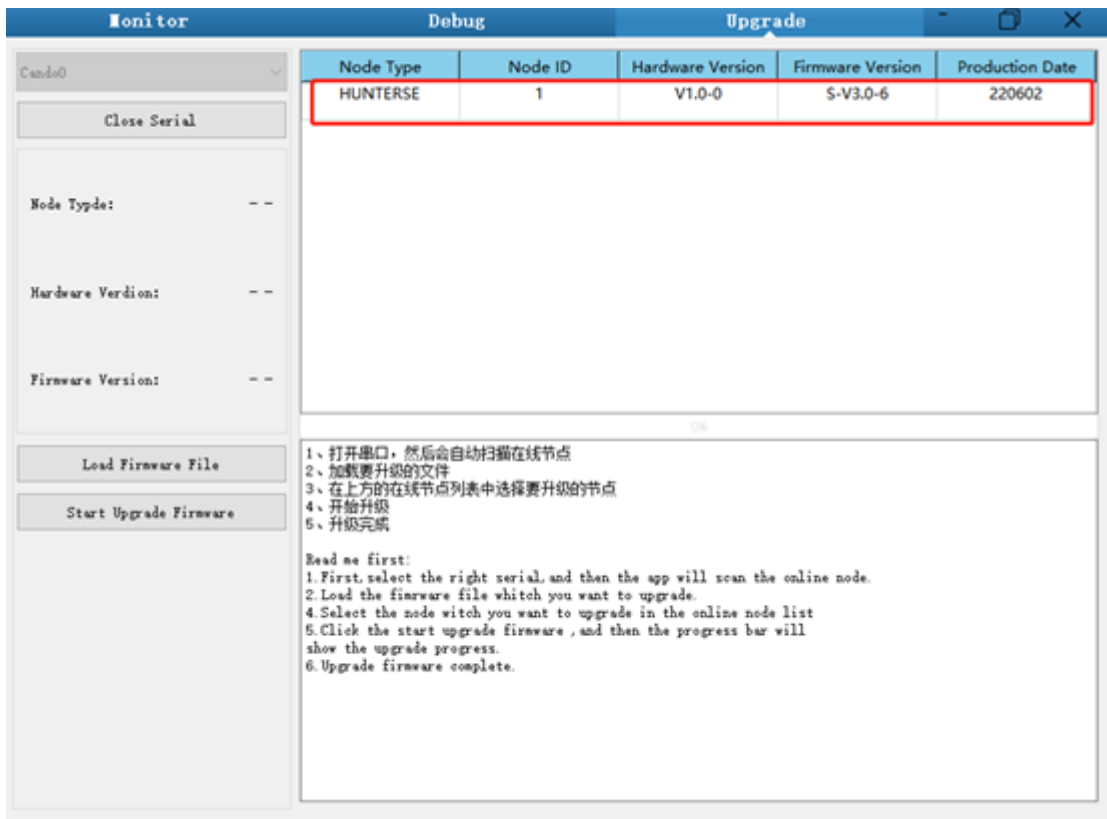 Monitor
Debug
Upgrade
Cando0
Close Serial
Node Typde:
--
Hardware Verdion:
--
Firmware Version:
--
Load Firmware File
Start Upgrade Firmware
Node Type Node ID Hardware Version Firmware Version Production Date
HUNTERSE 1 V1.0-0 S-V3.0-6 220602
0%
1、打开串口，然后会自动扫描在线节点
2、加载要升级的文件
3、在上方的在线节点列表中选择要升级的节点
4、开始升级
5、升级完成
Read me first:
1.First,select the right serial,and then the app will scan the online node.
2.Load the fimrware file whitch you want to upgrade.
4.Select the node witch you want to upgrade in the online node list
5.Click the start upgrade firmware ,and then the progress bar will
show the upgrade progress.
6.Upgrade firmware complete.